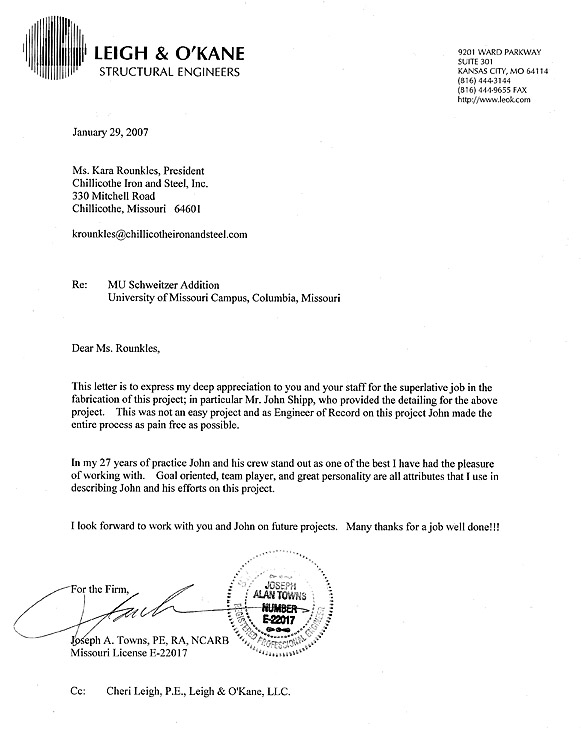 LEIGH & O'KANE
STRUCTURAL ENGINEERS
9201 WARD PARKWAY
SUITE 301
KANSAS CITY, MO 64114
(816) 444-3144
(816) 444-9655 FAX
http://www.leok.com
January 29, 2007
Ms. Kara Rounkles, President
Chillicothe Iron and Steel, Inc.
330 Mitchell Road
Chillicothe, Missouri 64601
krounkles@chillicotheironandsteel.com
Re: MU Schweitzer Addition
University of Missouri Campus, Columbia, Missouri
Dear Ms. Rounkles,
This letter is to express my deep appreciation to you and your staff for the superlative job in the
fabrication of this project; in particular Mr. John Shipp, who provided the detailing for the above
project. This was not an easy project and as Engineer of Record on this project John made the
entire process as pain free as possible.
In my 27 years of practice John and his crew stand out as one of the best I have had the pleasure
of working with. Goal oriented, team player, and great personality are all attributes that I use in
describing John and his efforts on this project.
I look forward to work with you and John on future projects. Many thanks for a job well done!!!
For the Firm,
JOSEPH
ALAN TOWNS
NUMBER
E-22017
REGISTERED PROFESSIONAL ENGINEER
Joseph A. Towns, PE, RA, NCARB
Missouri License E-22017
Cc: Cheri Leigh, P.E., Leigh & O'Kane, LLC.